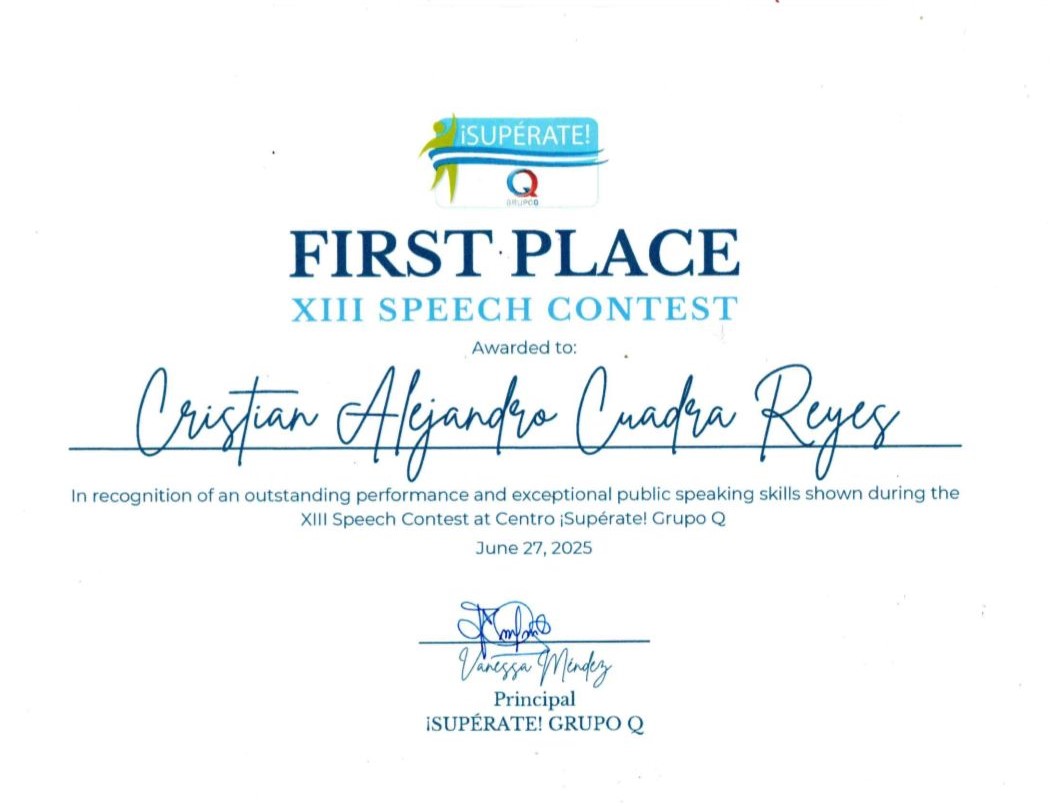 ¡SUPÉRATE!
GRUPOQ
FIRST PLACE
XIII SPEECH CONTEST
Awarded to:
Cristian Alejandro Cuadra Reyes
In recognition of an outstanding performance and exceptional public speaking skills shown during the
XIII Speech Contest at Centro ¡Supérate! Grupo Q
June 27, 2025
Vanessa Méndez
Principal
¡SUPÉRATE! GRUPO Q